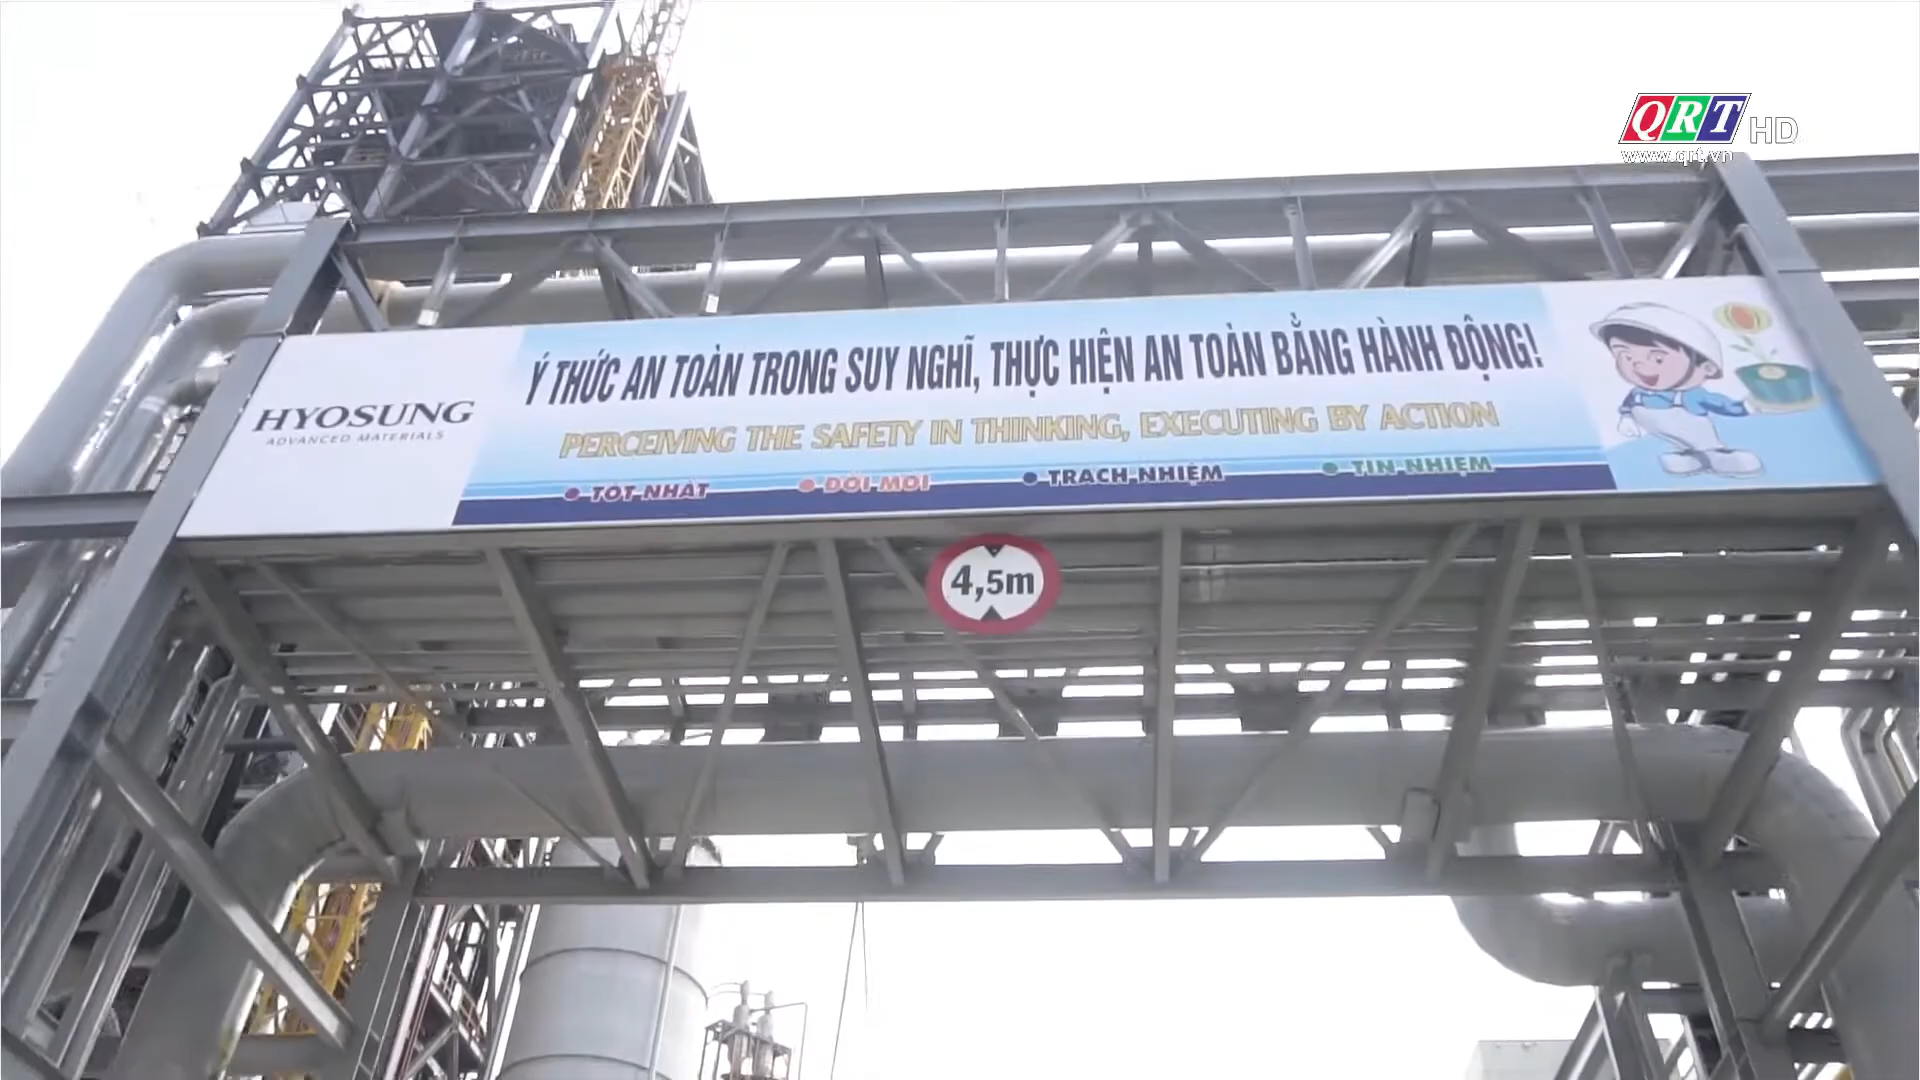 QRT HD
www.qrt.vn
Ý THỨC AN TOÀN TRONG SUY NGHĨ, THỰC HIỆN AN TOÀN BẰNG HÀNH ĐỘNG!
HYOSUNG
ADVANCED MATERIALS
PERCEIVING THE SAFETY IN THINKING, EXECUTING BY ACTION
TỐT NHẤT ĐỔI MỚI TRÁCH NHIỆM TÍN NHIỆM
4,5m